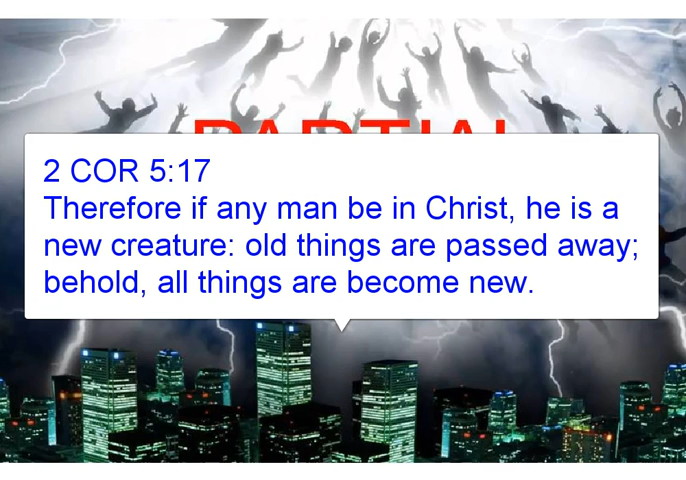 PARTIAL
2 COR 5:17
Therefore if any man be in Christ, he is a
new creature: old things are passed away;
behold, all things are become new.